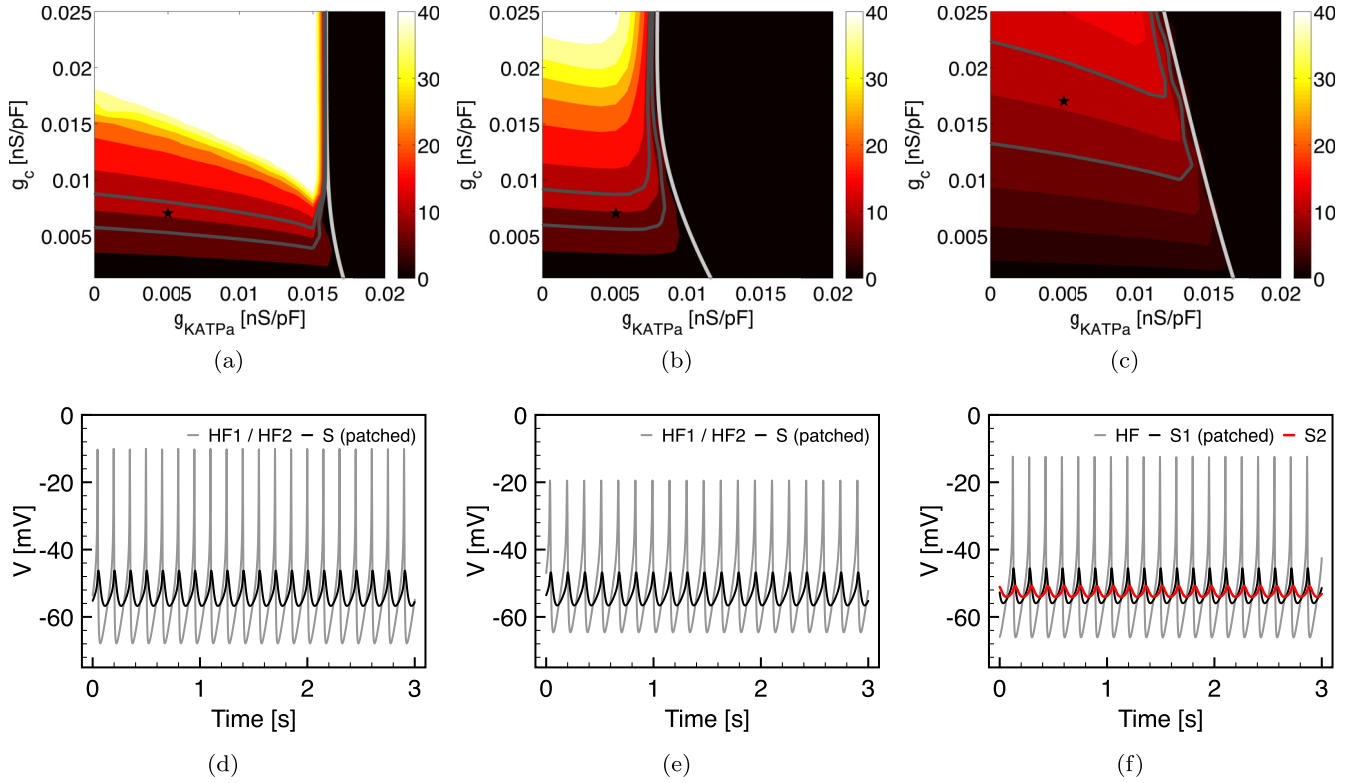 0.025
0.02
0.015
0.01
0.005
g_c [nS/pF]
0 0.005 0.01 0.015 0.02
g_KATPa [nS/pF]
40
30
20
10
0
(a)
0.025
0.02
0.015
0.01
0.005
g_c [nS/pF]
0 0.005 0.01 0.015 0.02
g_KATPa [nS/pF]
40
30
20
10
0
(b)
0.025
0.02
0.015
0.01
0.005
g_c [nS/pF]
0 0.005 0.01 0.015 0.02
g_KATPa [nS/pF]
40
30
20
10
0
(c)
HF1 / HF2 S (patched)
0
-20
-40
-60
V [mV]
0 1 2 3
Time [s]
(d)
HF1 / HF2 S (patched)
0
-20
-40
-60
V [mV]
0 1 2 3
Time [s]
(e)
HF S1 (patched) S2
0
-20
-40
-60
V [mV]
0 1 2 3
Time [s]
(f)